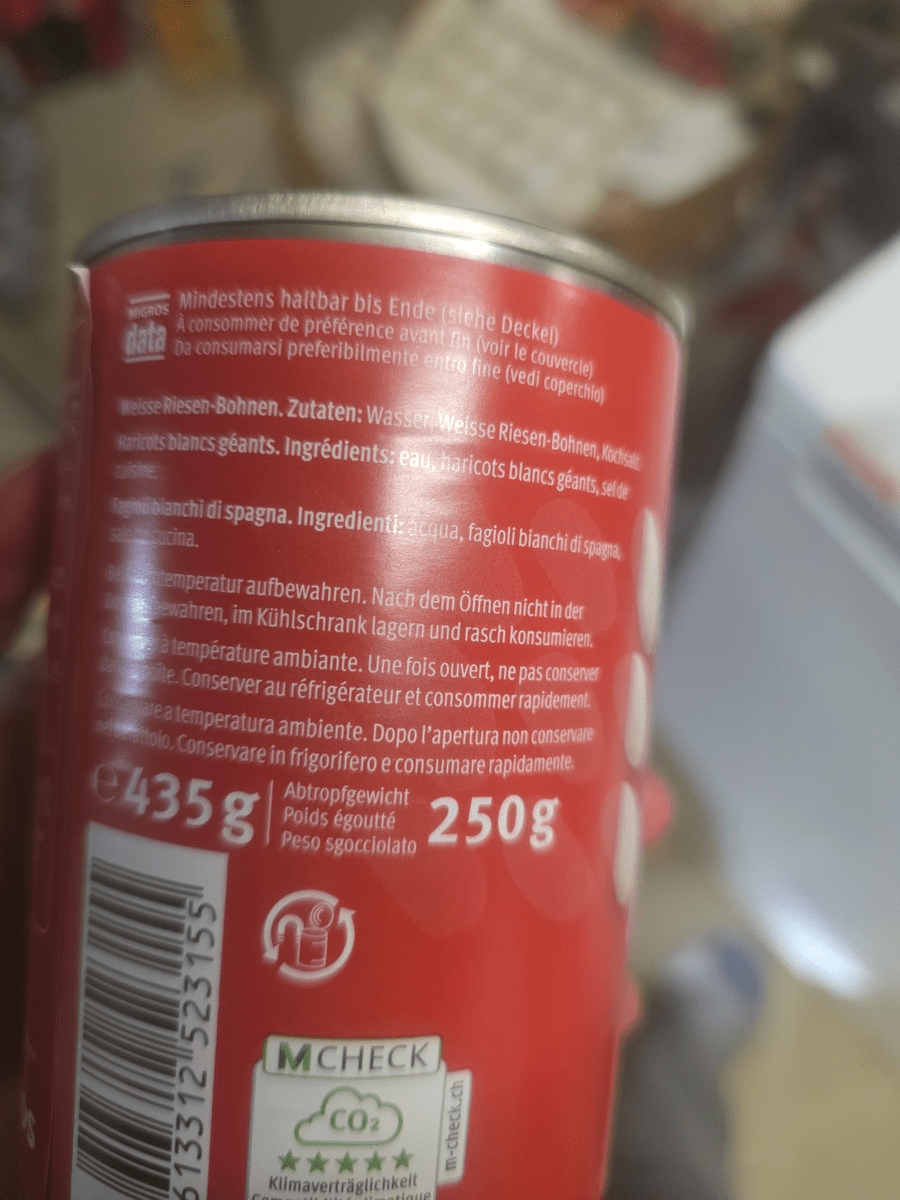 MIGROS
data
Mindestens haltbar bis Ende (siehe Deckel)
À consommer de préférence avant fin (voir le couvercle)
Da consumarsi preferibilmente entro fine (vedi coperchio)
Weisse Riesen-Bohnen. Zutaten: Wasser, Weisse Riesen-Bohnen, Kochsalz.
Haricots blancs géants. Ingrédients: eau, haricots blancs géants, sel de
cuisine.
Fagioli bianchi di spagna. Ingredienti: acqua, fagioli bianchi di spagna,
cucina.
aufbewahren. Nach dem Öffnen nicht in der
im Kühlschrank lagern und rasch konsumieren.
à température ambiante. Une fois ouvert, ne pas conserver
Conserver au réfrigérateur et consommer rapidement.
a temperatura ambiente. Dopo l'apertura non conservare
Conservare in frigorifero e consumare rapidamente.
e435g
Abtropfgewicht
Poids égoutté
Peso sgocciolato
250g
613312 523155
MCHECK
CO2
m-check.ch
Klimaverträglichkeit